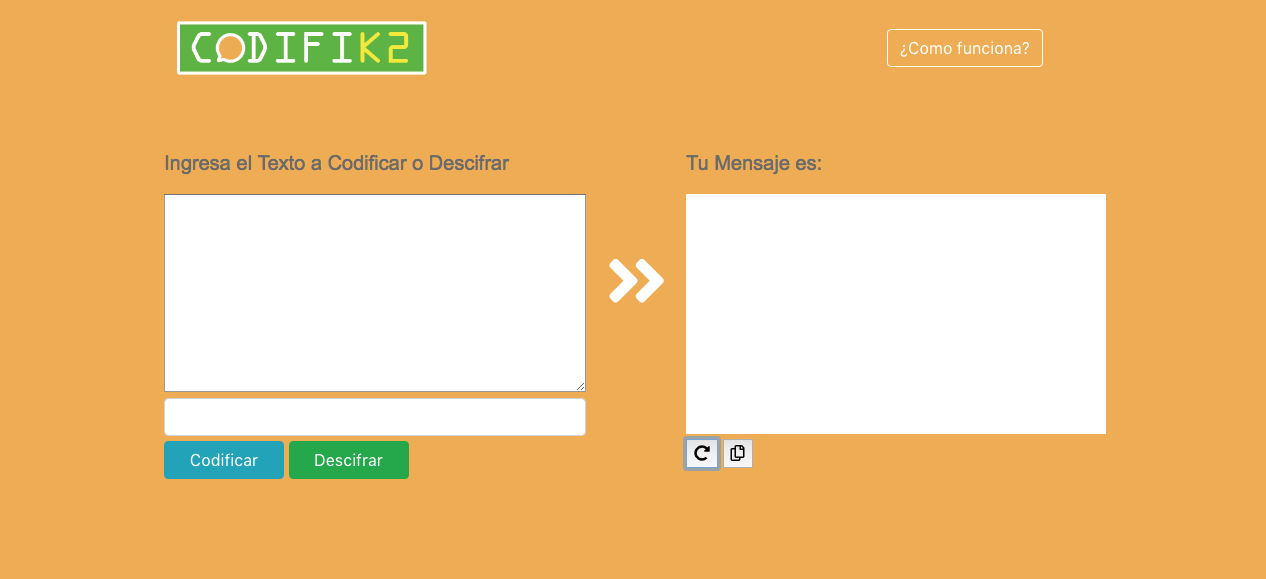 CODIFIK2
¿Como funciona?
Ingresa el Texto a Codificar o Descifrar
Tu Mensaje es:
Codificar
Descifrar